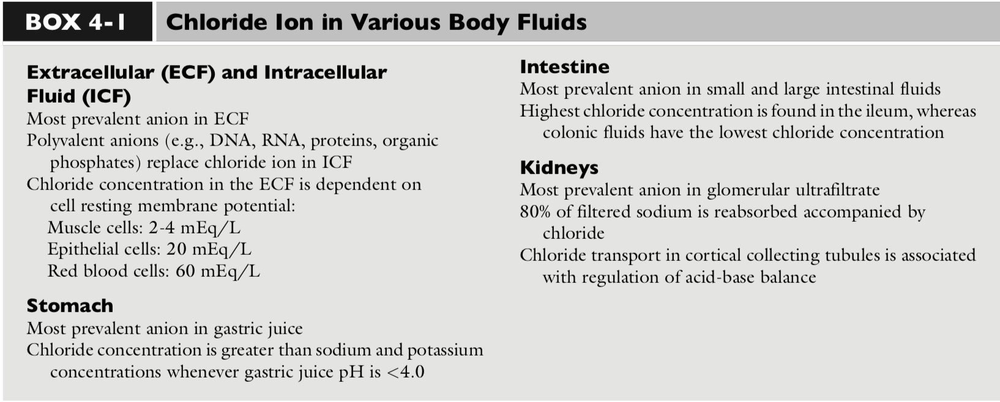 BOX 4-1
Chloride Ion in Various Body Fluids
Extracellular (ECF) and Intracellular
Fluid (ICF)
Most prevalent anion in ECF
Polyvalent anions (e.g., DNA, RNA, proteins, organic
phosphates) replace chloride ion in ICF
Chloride concentration in the ECF is dependent on
cell resting membrane potential:
Muscle cells: 2-4 mEq/L
Epithelial cells: 20 mEq/L
Red blood cells: 60 mEq/L
Stomach
Most prevalent anion in gastric juice
Chloride concentration is greater than sodium and potassium
concentrations whenever gastric juice pH is <4.0
Intestine
Most prevalent anion in small and large intestinal fluids
Highest chloride concentration is found in the ileum, whereas
colonic fluids have the lowest chloride concentration
Kidneys
Most prevalent anion in glomerular ultrafiltrate
80% of filtered sodium is reabsorbed accompanied by
chloride
Chloride transport in cortical collecting tubules is associated
with regulation of acid-base balance